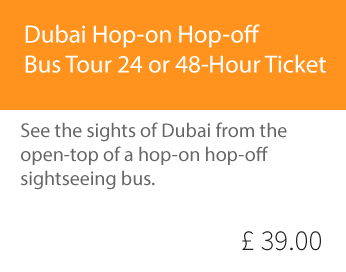 Dubai Hop-on Hop-off
Bus Tour 24 or 48-Hour Ticket
See the sights of Dubai from the
open-top of a hop-on hop-off
sightseeing bus.
£ 39.00